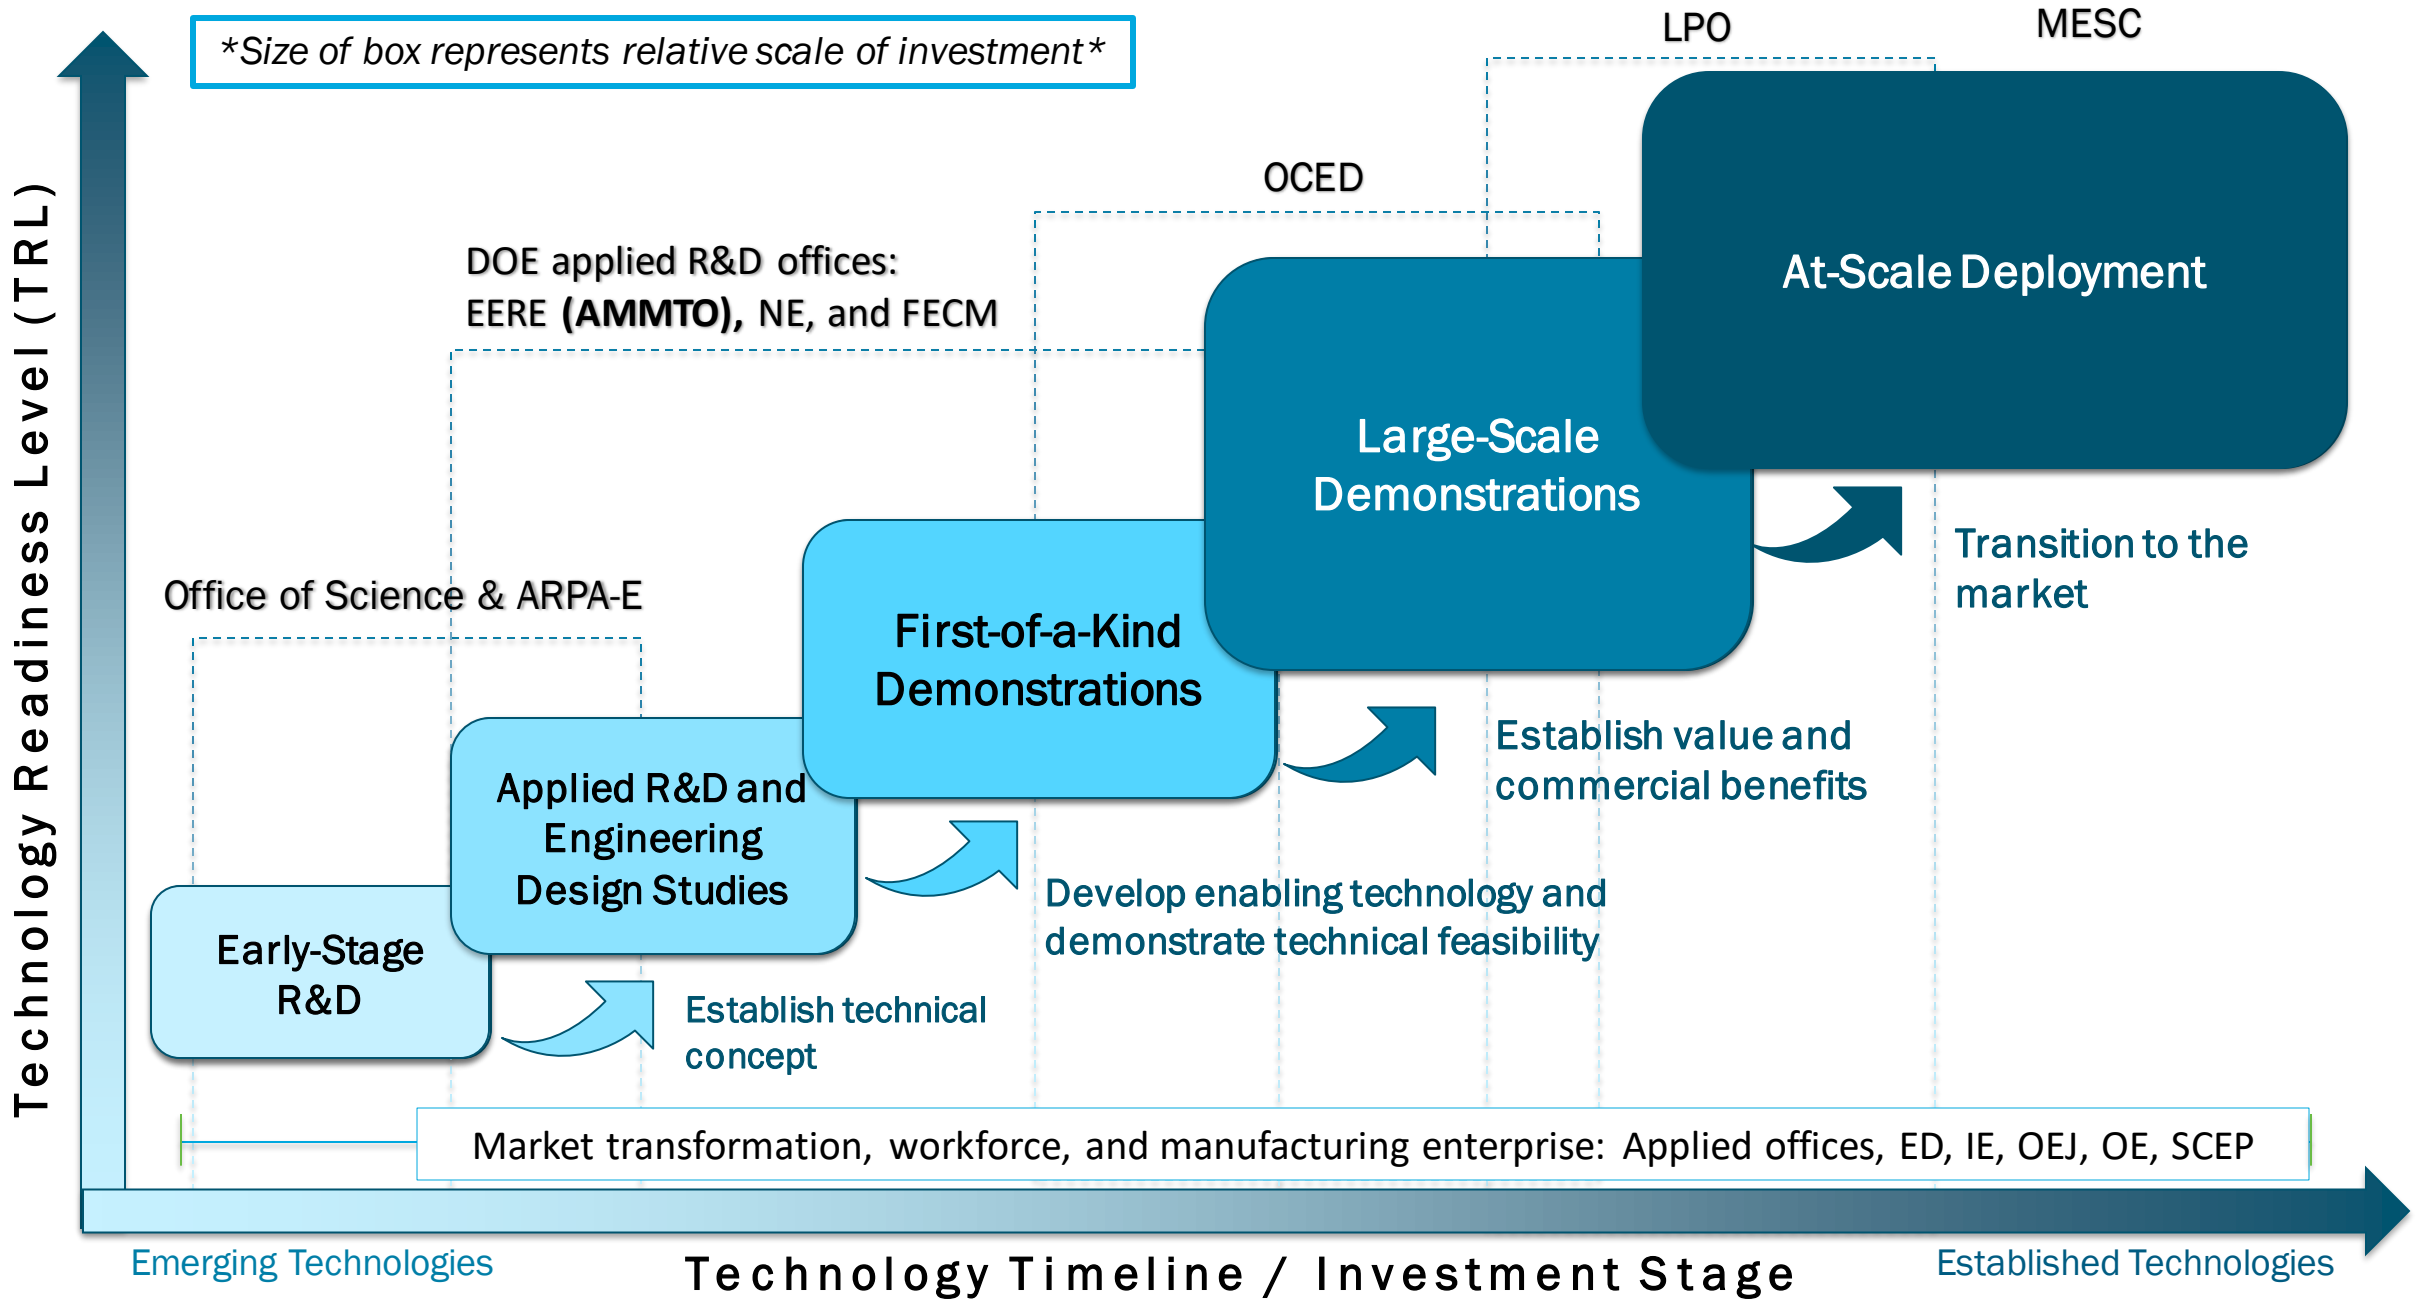 *Size of box represents relative scale of investment*
LPO
MESC
OCED
DOE applied R&D offices:
EERE (AMMTO), NE, and FECM
Office of Science & ARPA-E
At-Scale Deployment
Large-Scale
Demonstrations
First-of-a-Kind
Demonstrations
Applied R&D and
Engineering
Design Studies
Early-Stage
R&D
Transition to the
market
Establish value and
commercial benefits
Develop enabling technology and
demonstrate technical feasibility
Establish technical
concept
Market transformation, workforce, and manufacturing enterprise: Applied offices, ED, IE, OEJ, OE, SCEP
Technology Readiness Level (TRL)
Emerging Technologies
Technology Timeline / Investment Stage
Established Technologies